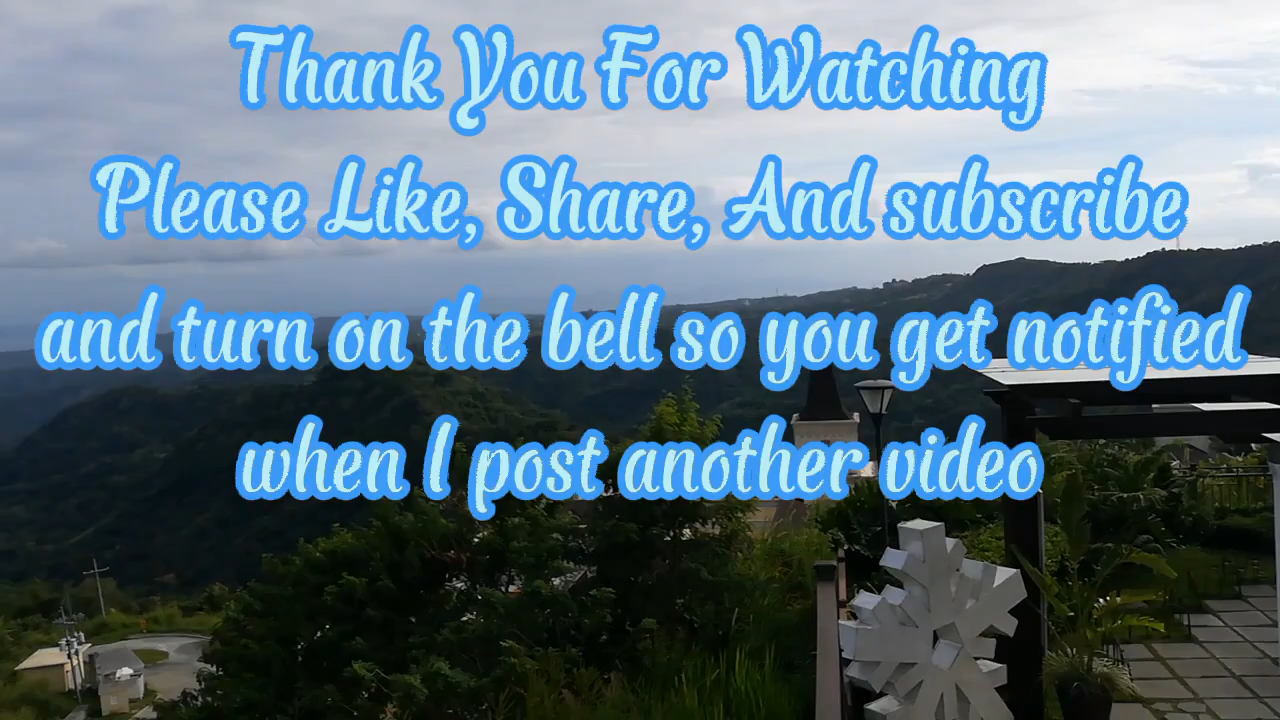 Thank You For Watching
Please Like, Share, And subscribe
and turn on the bell so you get notified
when I post another video